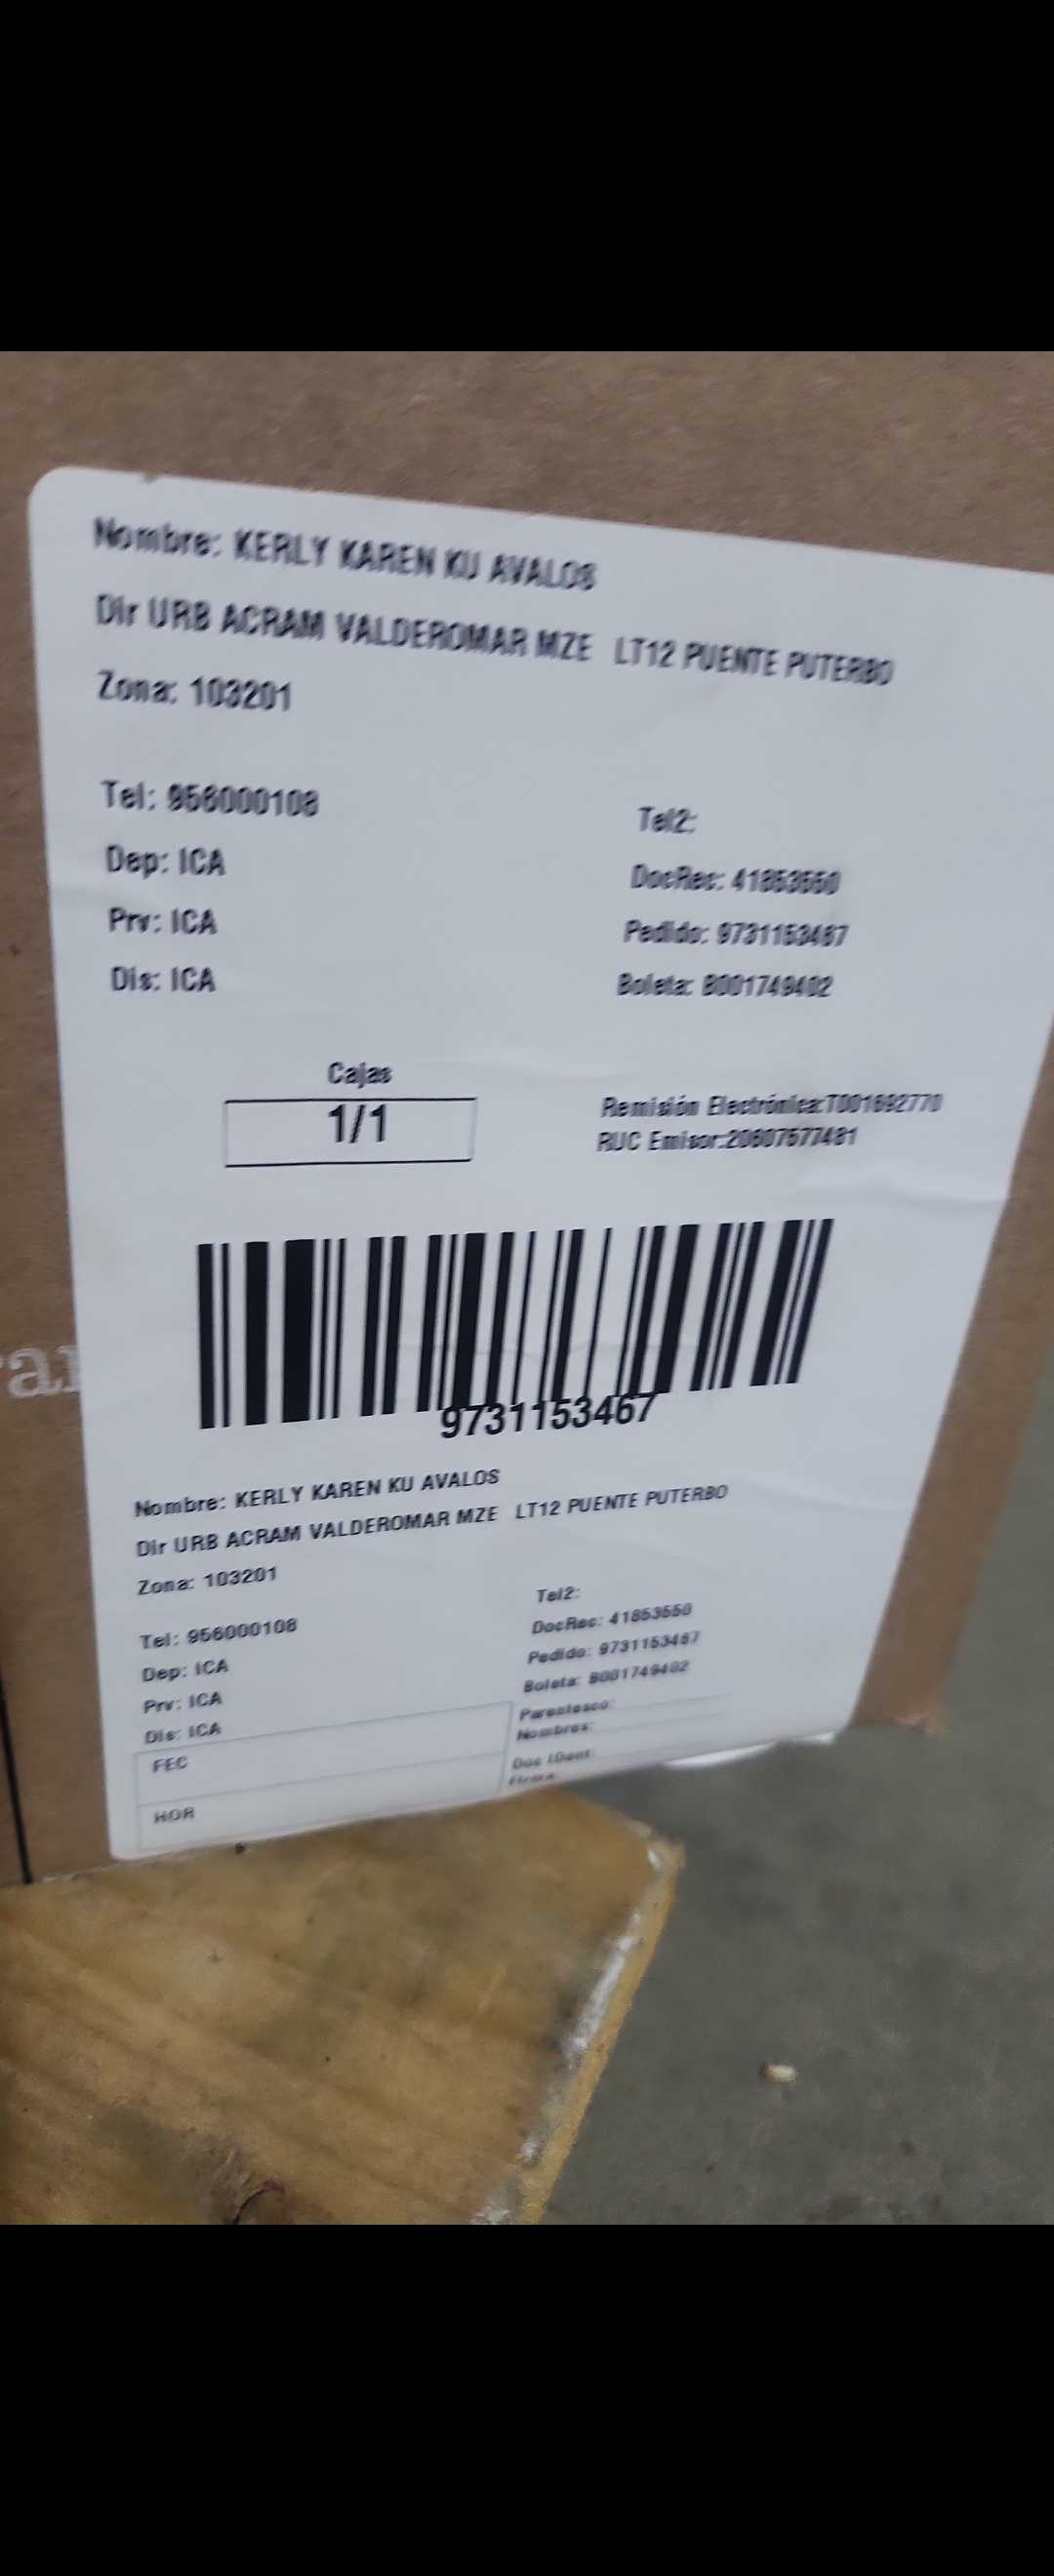 Nombre: KERLY KAREN KU AVALOS
Dir URB ACRAM VALDEROMAR MZE LT12 PUENTE PUTERBO
Zona: 103201
Tel: 956000108
Tel2:
Dep: ICA
DocRec: 41853550
Prv: ICA
Pedido: 9731153467
Dis: ICA
Boleta: B001749402
Cajas
1/1
Remisión Electrónica:T001692770
RUC Emisor:20607577481
9731153467
Nombre: KERLY KAREN KU AVALOS
Dir URB ACRAM VALDEROMAR MZE LT12 PUENTE PUTERBO
Zona: 103201
Tel2:
Tel: 956000108
DocRec: 41853550
Dep: ICA
Pedido: 9731153467
Prv: ICA
Boleta: B001749402
Dis: ICA
Parentesco:
Nombres:
FEC
Doc IDent:
Firma:
HOR